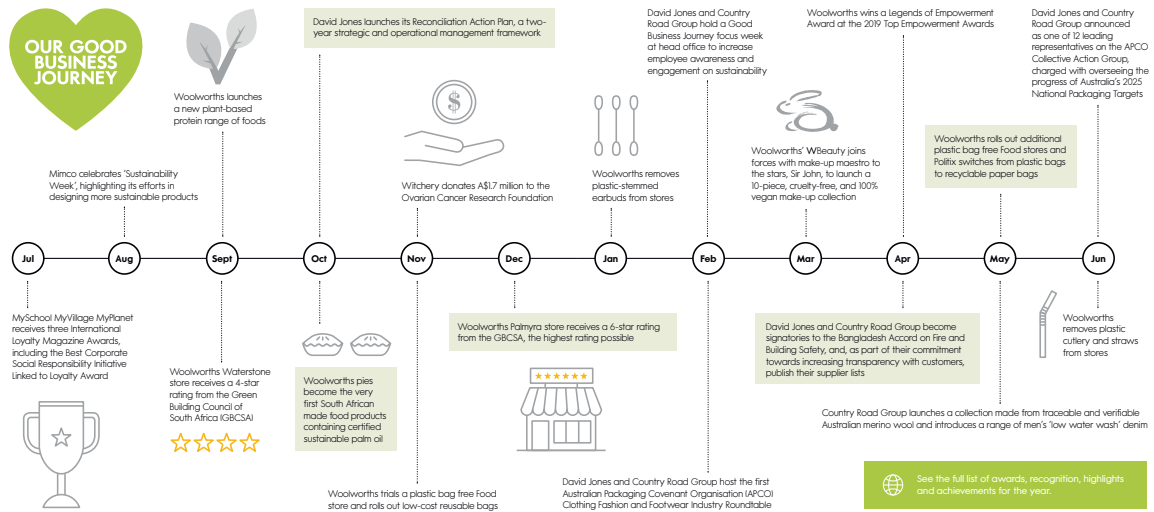 OUR GOOD
BUSINESS
JOURNEY
Woolworths launches
a new plant-based
protein range of foods
David Jones launches its Reconciliation Action Plan, a two-
year strategic and operational management framework
David Jones and Country
Road Group hold a Good
Business Journey focus week
at head office to increase
employee awareness and
engagement on sustainability
Woolworths wins a Legends of Empowerment
Award at the 2019 Top Empowerment Awards
David Jones and Country
Road Group announced
as one of 12 leading
representatives on the APCO
Collective Action Group,
charged with overseeing the
progress of Australia's 2025
National Packaging Targets
Mimco celebrates 'Sustainability
Week', highlighting its efforts in
designing more sustainable products
$
Witchery donates A$1.7 million to the
Ovarian Cancer Research Foundation
Woolworths removes
plastic-stemmed
earbuds from stores
Woolworths' WBeauty joins
forces with make-up maestro to
the stars, Sir John, to launch a
10-piece, cruelty-free, and 100%
vegan make-up collection
Woolworths rolls out additional
plastic bag free Food stores and
Politix switches from plastic bags
to recyclable paper bags
Jul
Aug
Sept
Oct
Nov
Dec
Jan
Feb
Mar
Apr
May
Jun
MySchool MyVillage MyPlanet
receives three International
Loyalty Magazine Awards,
including the Best Corporate
Social Responsibility Initiative
Linked to Loyalty Award
Woolworths Waterstone
store receives a 4-star
rating from the Green
Building Council of
South Africa (GBCSA)
Woolworths pies
become the very
first South African
made food products
containing certified
sustainable palm oil
Woolworths trials a plastic bag free Food
store and rolls out low-cost reusable bags
Woolworths Palmyra store receives a 6-star rating
from the GBCSA, the highest rating possible
David Jones and Country Road Group host the first
Australian Packaging Covenant Organisation (APCO)
Clothing Fashion and Footwear Industry Roundtable
David Jones and Country Road Group become
signatories to the Bangladesh Accord on Fire and
Building Safety, and, as part of their commitment
towards increasing transparency with customers,
publish their supplier lists
Woolworths
removes plastic
cutlery and straws
from stores
Country Road Group launches a collection made from traceable and verifiable
Australian merino wool and introduces a range of men's 'low water wash' denim
See the full list of awards, recognition, highlights
and achievements for the year.